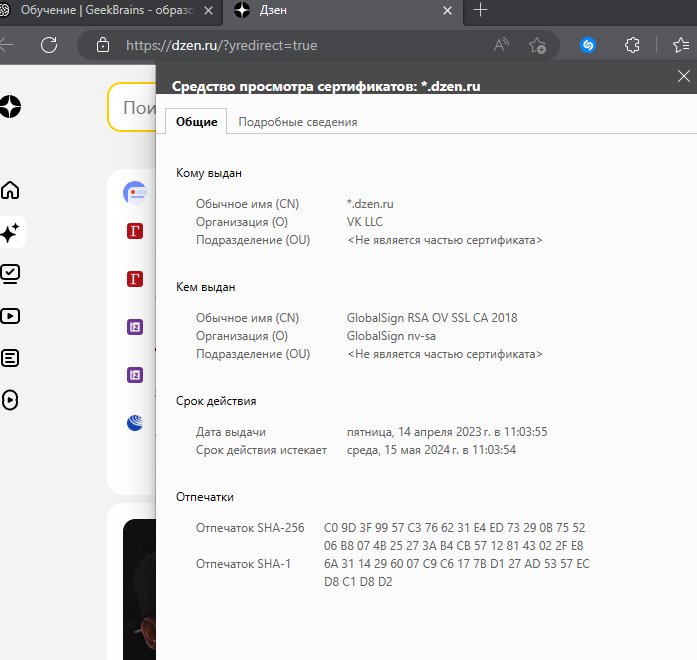 Обучение | GeekBrains - образо
Дзен
https://dzen.ru/?yredirect=true
Средство просмотра сертификатов: *.dzen.ru
Пои
Общие
Подробные сведения
Кому выдан
Обычное имя (CN) *.dzen.ru
Организация (O) VK LLC
Подразделение (OU) <Не является частью сертификата>
Кем выдан
Обычное имя (CN) GlobalSign RSA OV SSL CA 2018
Организация (O) GlobalSign nv-sa
Подразделение (OU) <Не является частью сертификата>
Срок действия
Дата выдачи пятница, 14 апреля 2023 г. в 11:03:55
Срок действия истекает среда, 15 мая 2024 г. в 11:03:54
Отпечатки
Отпечаток SHA-256 C0 9D 3F 99 57 C3 76 62 31 E4 ED 73 29 0B 75 52
06 B8 07 4B 25 27 3A B4 CB 57 12 81 43 02 2F E8
Отпечаток SHA-1 6A 31 14 29 60 07 C9 C6 17 7B D1 27 AD 53 57 EC
D8 C1 D8 D2